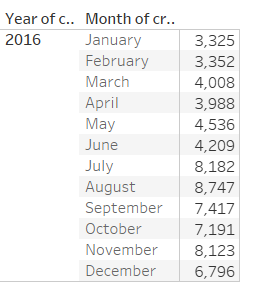 Year of c.. Month of cr..
2016 January 3,325
February 3,352
March 4,008
April 3,988
May 4,536
June 4,209
July 8,182
August 8,747
September 7,417
October 7,191
November 8,123
December 6,796